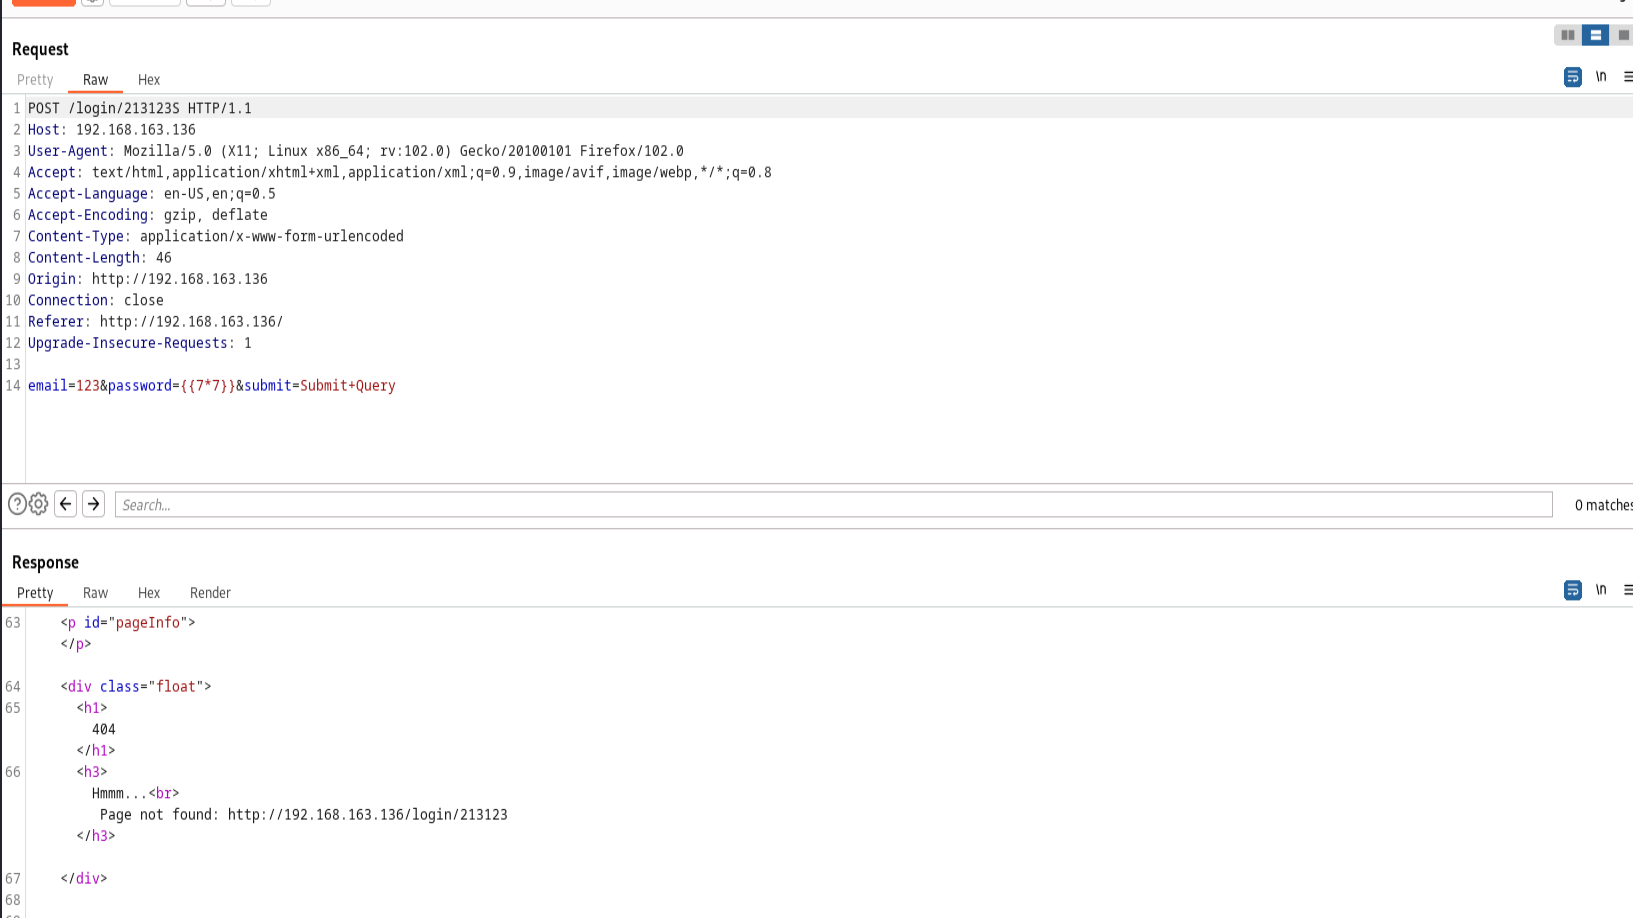 Request
Pretty Raw Hex
\n
1 POST /login/213123S HTTP/1.1
2 Host: 192.168.163.136
3 User-Agent: Mozilla/5.0 (X11; Linux x86_64; rv:102.0) Gecko/20100101 Firefox/102.0
4 Accept: text/html,application/xhtml+xml,application/xml;q=0.9,image/avif,image/webp,*/*;q=0.8
5 Accept-Language: en-US,en;q=0.5
6 Accept-Encoding: gzip, deflate
7 Content-Type: application/x-www-form-urlencoded
8 Content-Length: 46
9 Origin: http://192.168.163.136
10 Connection: close
11 Referer: http://192.168.163.136/
12 Upgrade-Insecure-Requests: 1
13
14 email=123&password={{7*7}}&submit=Submit+Query
Search...
0 matches
Response
Pretty Raw Hex Render
\n
63 <p id="pageInfo">
</p>
64 <div class="float">
65 <h1>
404
</h1>
66 <h3>
Hmmm...<br>
Page not found: http://192.168.163.136/login/213123
</h3>
67 </div>
68